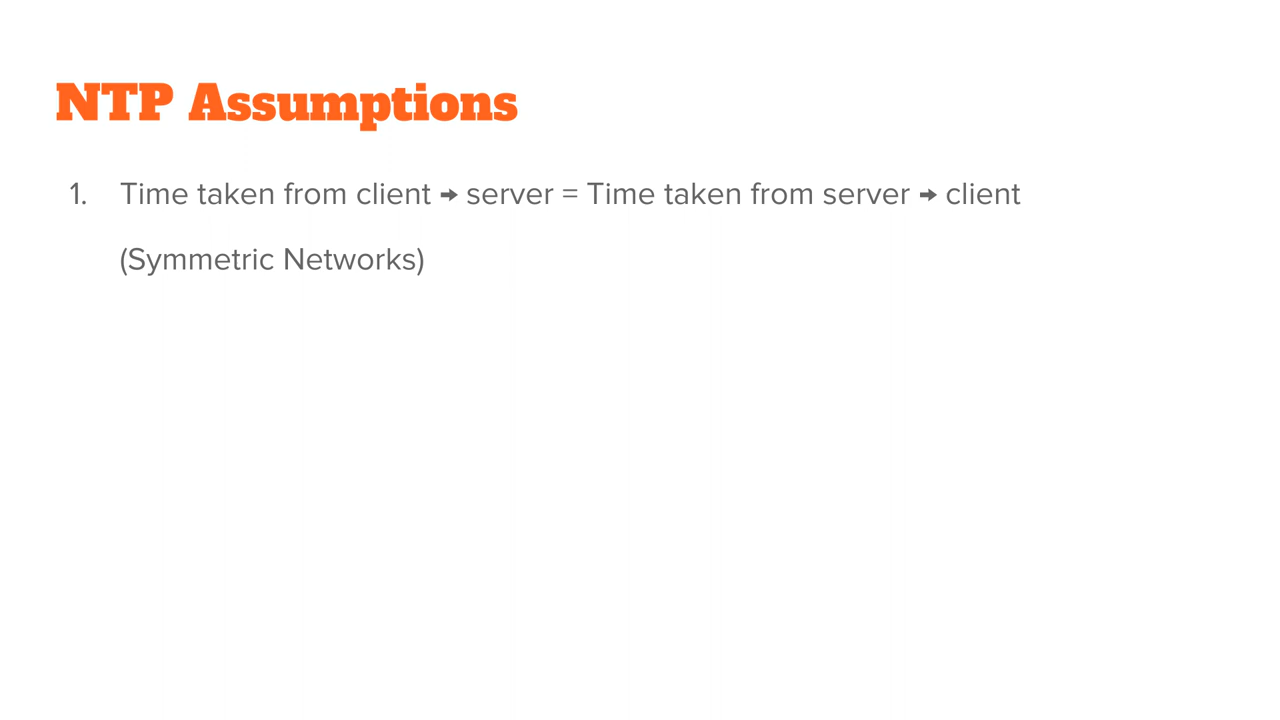 NTP Assumptions
1. Time taken from client → server = Time taken from server → client
(Symmetric Networks)